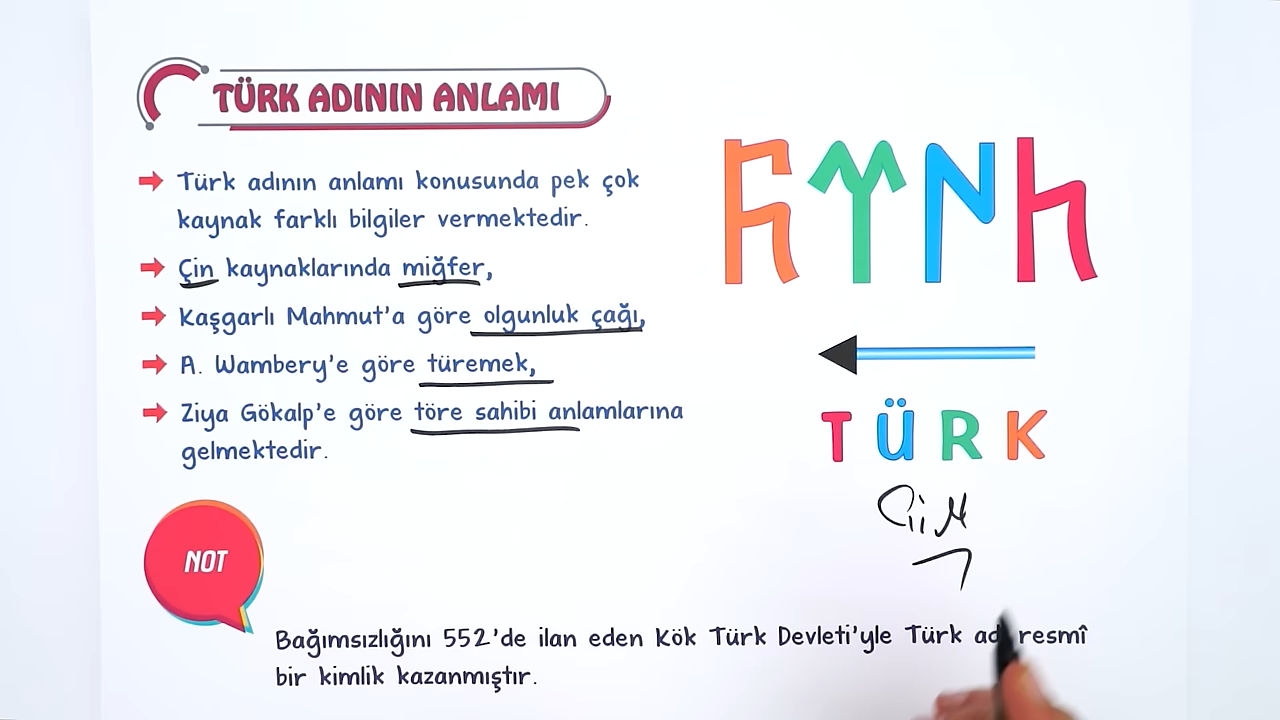 TÜRK ADININ ANLAMI
Türk adının anlamı konusunda pek çok
kaynak farklı bilgiler vermektedir.
Çin kaynaklarında miğfer,
Kaşgarlı Mahmut'a göre olgunluk çağı,
A. Wambery'e göre türemek,
Ziya Gökalp'e göre töre sahibi anlamlarına
gelmektedir.
𐱅𐰇𐰼𐰜
TÜRK
NOT
Bağımsızlığını 552'de ilan eden Kök Türk Devleti'yle Türk resmî
bir kimlik kazanmıştır.